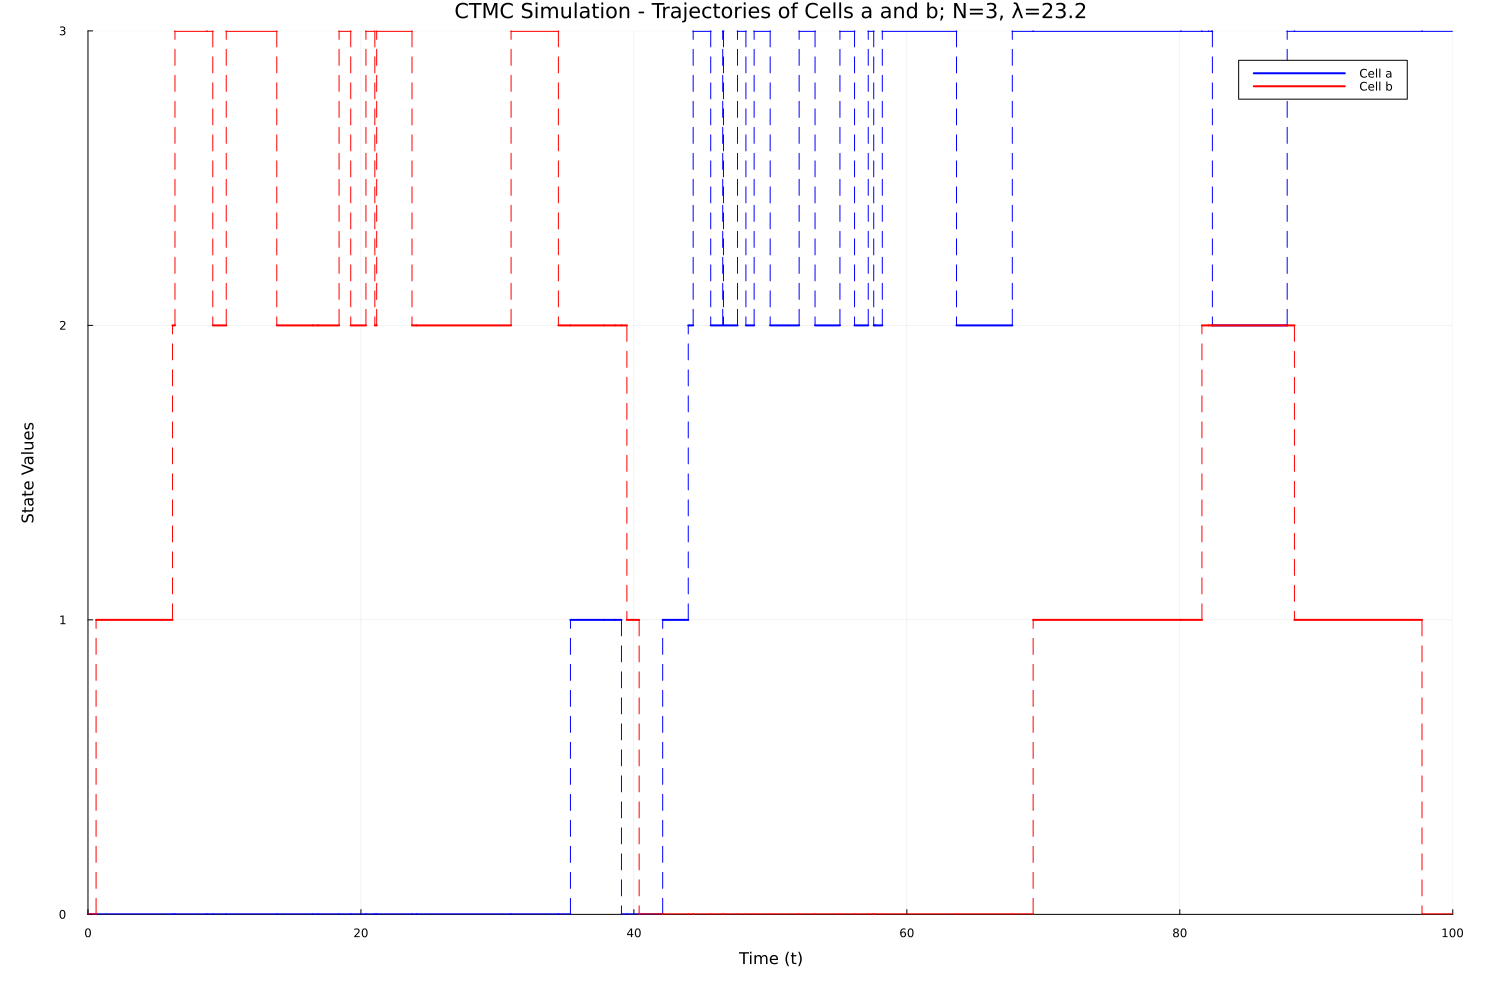 CTMC Simulation - Trajectories of Cells a and b; N=3, λ=23.2
3
Cell a
Cell b
2
State Values
1
0
0 20 40 60 80 100
Time (t)